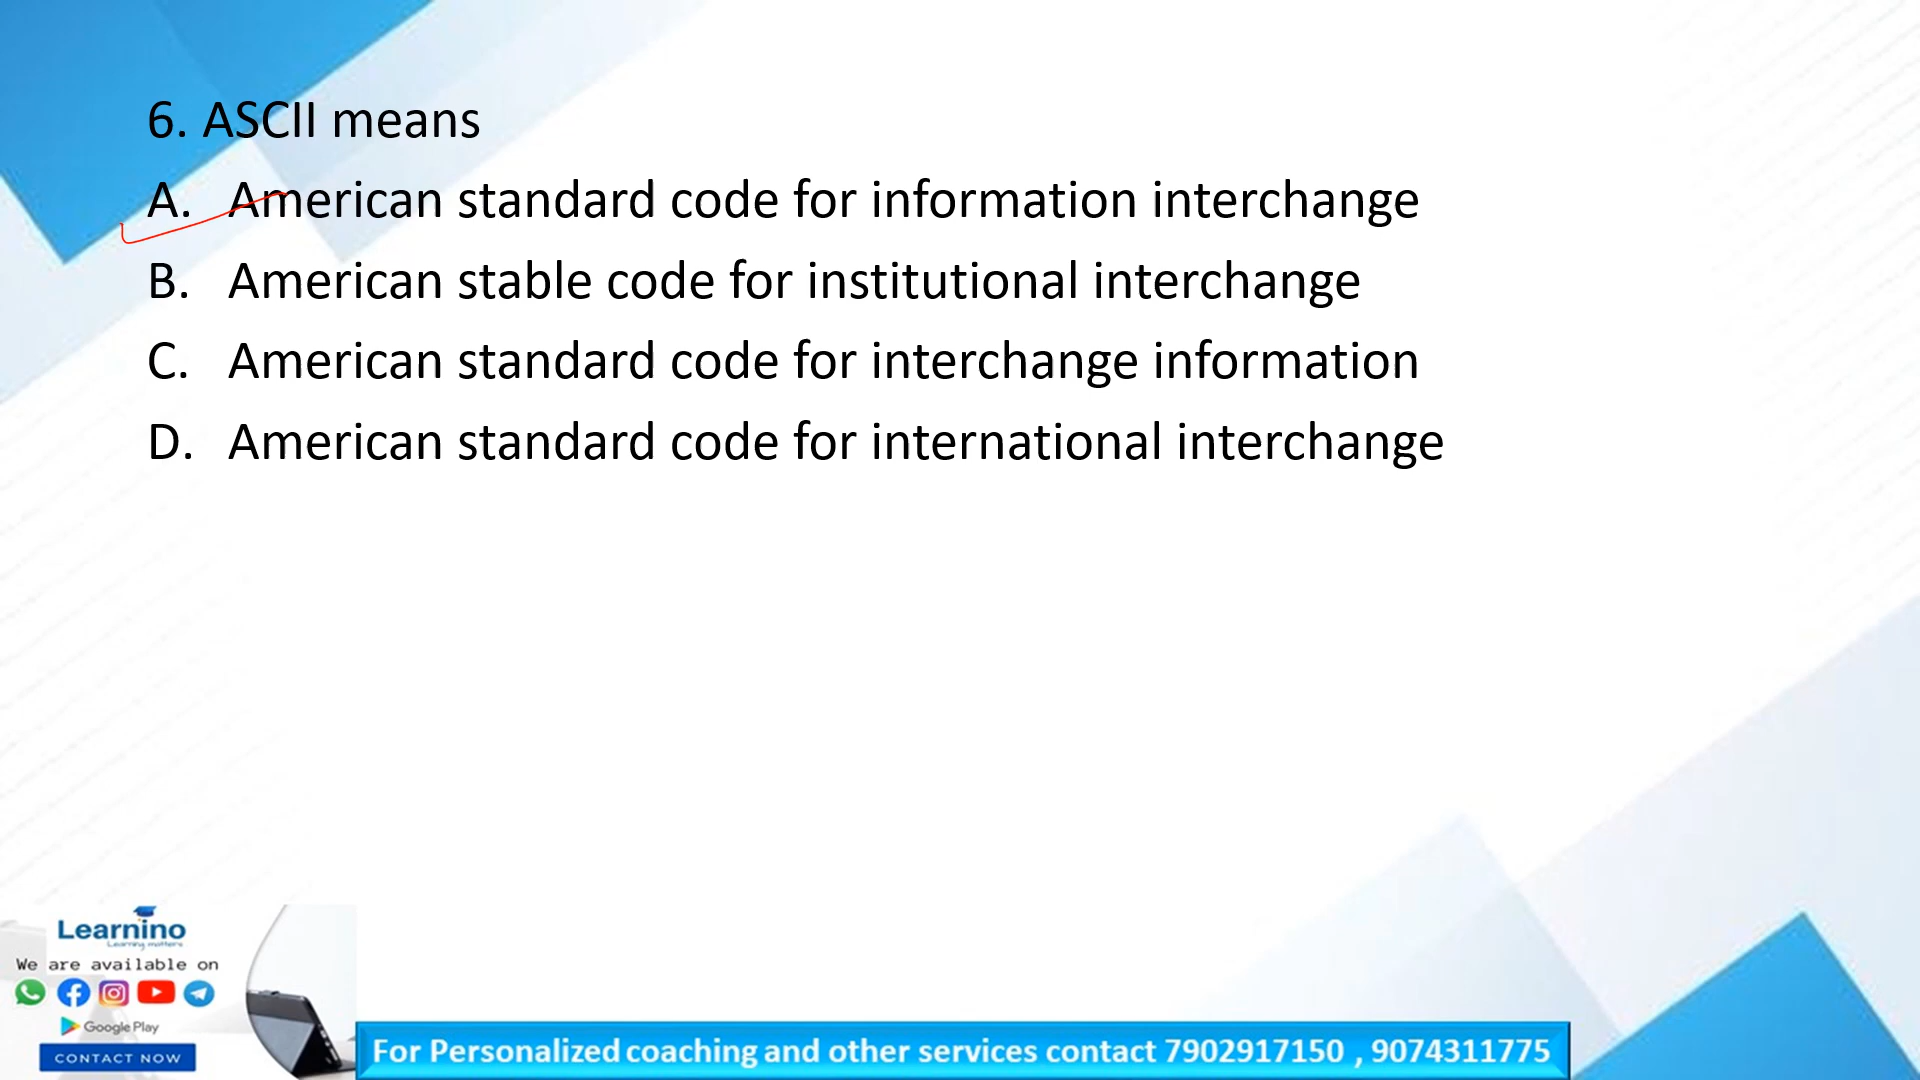 6. ASCII means
A. American standard code for information interchange
B. American stable code for institutional interchange
C. American standard code for interchange information
D. American standard code for international interchange
Learnino
Learning matters
We are available on
Google Play
CONTACT NOW
For Personalized coaching and other services contact 7902917150 , 9074311775